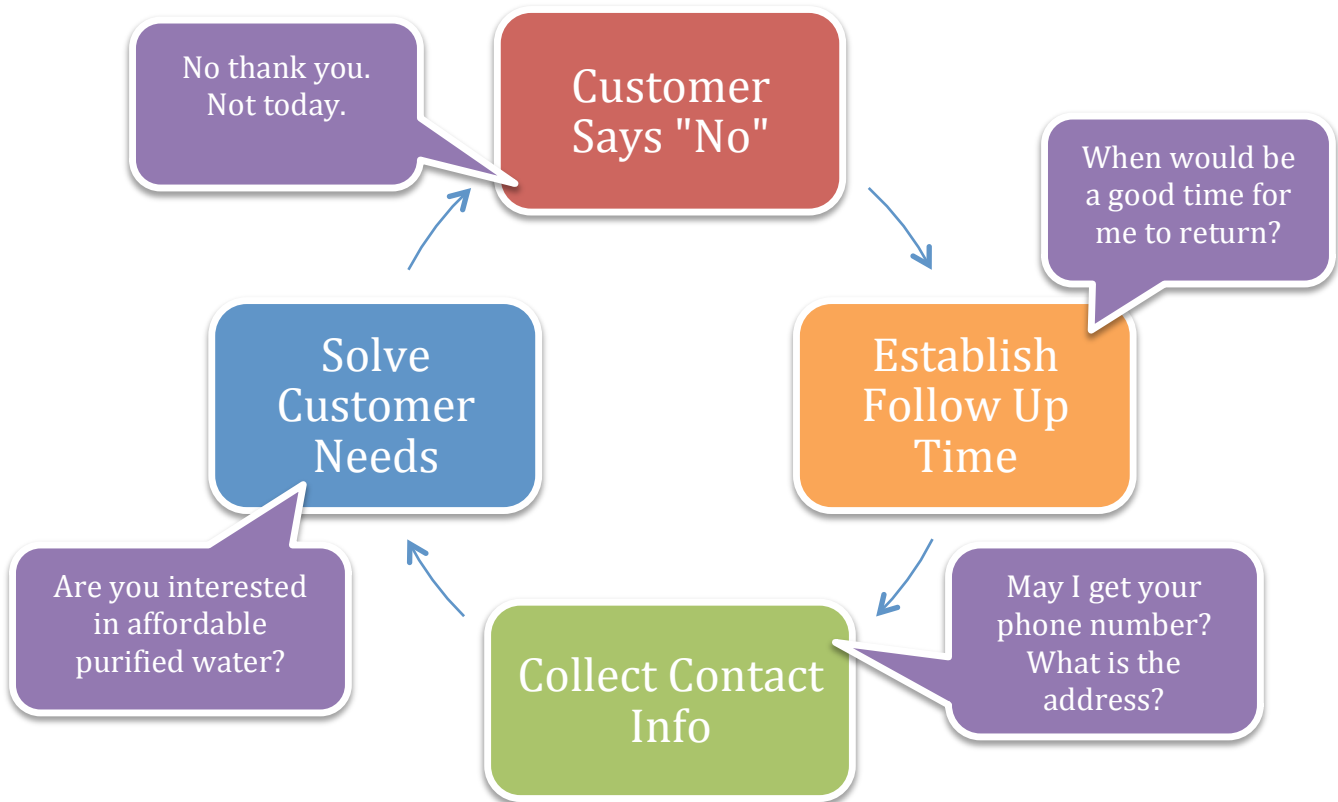 No thank you.
Not today.
Customer
Says "No"
When would be
a good time for
me to return?
Establish
Follow Up
Time
May I get your
phone number?
What is the
address?
Collect Contact
Info
Solve
Customer
Needs
Are you interested
in affordable
purified water?